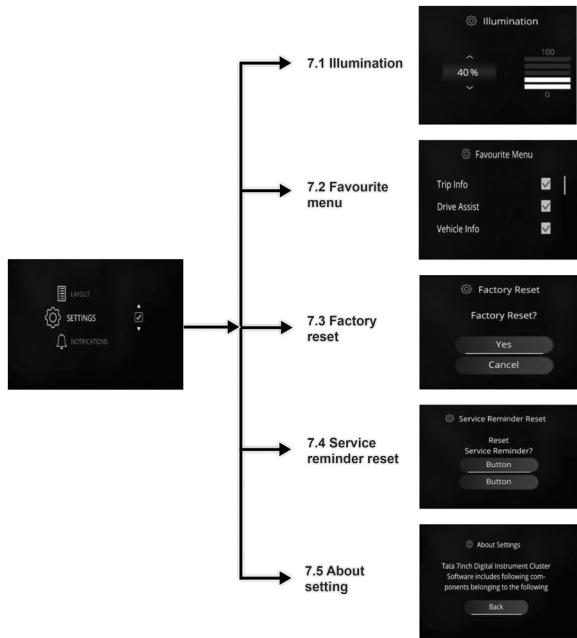 LAYOUT
SETTINGS
NOTIFICATIONS
7.1 Illumination
Illumination
40 %
100
0
7.2 Favourite
menu
Favourite Menu
Trip Info
Drive Assist
Vehicle Info
7.3 Factory
reset
Factory Reset
Factory Reset?
Yes
Cancel
7.4 Service
reminder reset
Service Reminder Reset
Reset
Service Reminder?
Button
Button
7.5 About
setting
About Settings
Tata 7inch Digital Instrument Cluster
Software includes following com-
ponents belonging to the following
Back